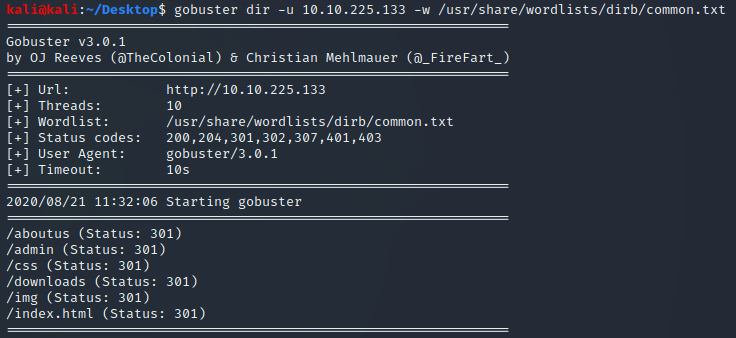 kali@kali:~/Desktop$ gobuster dir -u 10.10.225.133 -w /usr/share/wordlists/dirb/common.txt
===============================================================
Gobuster v3.0.1
by OJ Reeves (@TheColonial) & Christian Mehlmauer (@_FireFart_)
===============================================================
[+] Url:            http://10.10.225.133
[+] Threads:        10
[+] Wordlist:       /usr/share/wordlists/dirb/common.txt
[+] Status codes:   200,204,301,302,307,401,403
[+] User Agent:     gobuster/3.0.1
[+] Timeout:        10s
===============================================================
2020/08/21 11:32:06 Starting gobuster
===============================================================
/aboutus (Status: 301)
/admin (Status: 301)
/css (Status: 301)
/downloads (Status: 301)
/img (Status: 301)
/index.html (Status: 301)
===============================================================